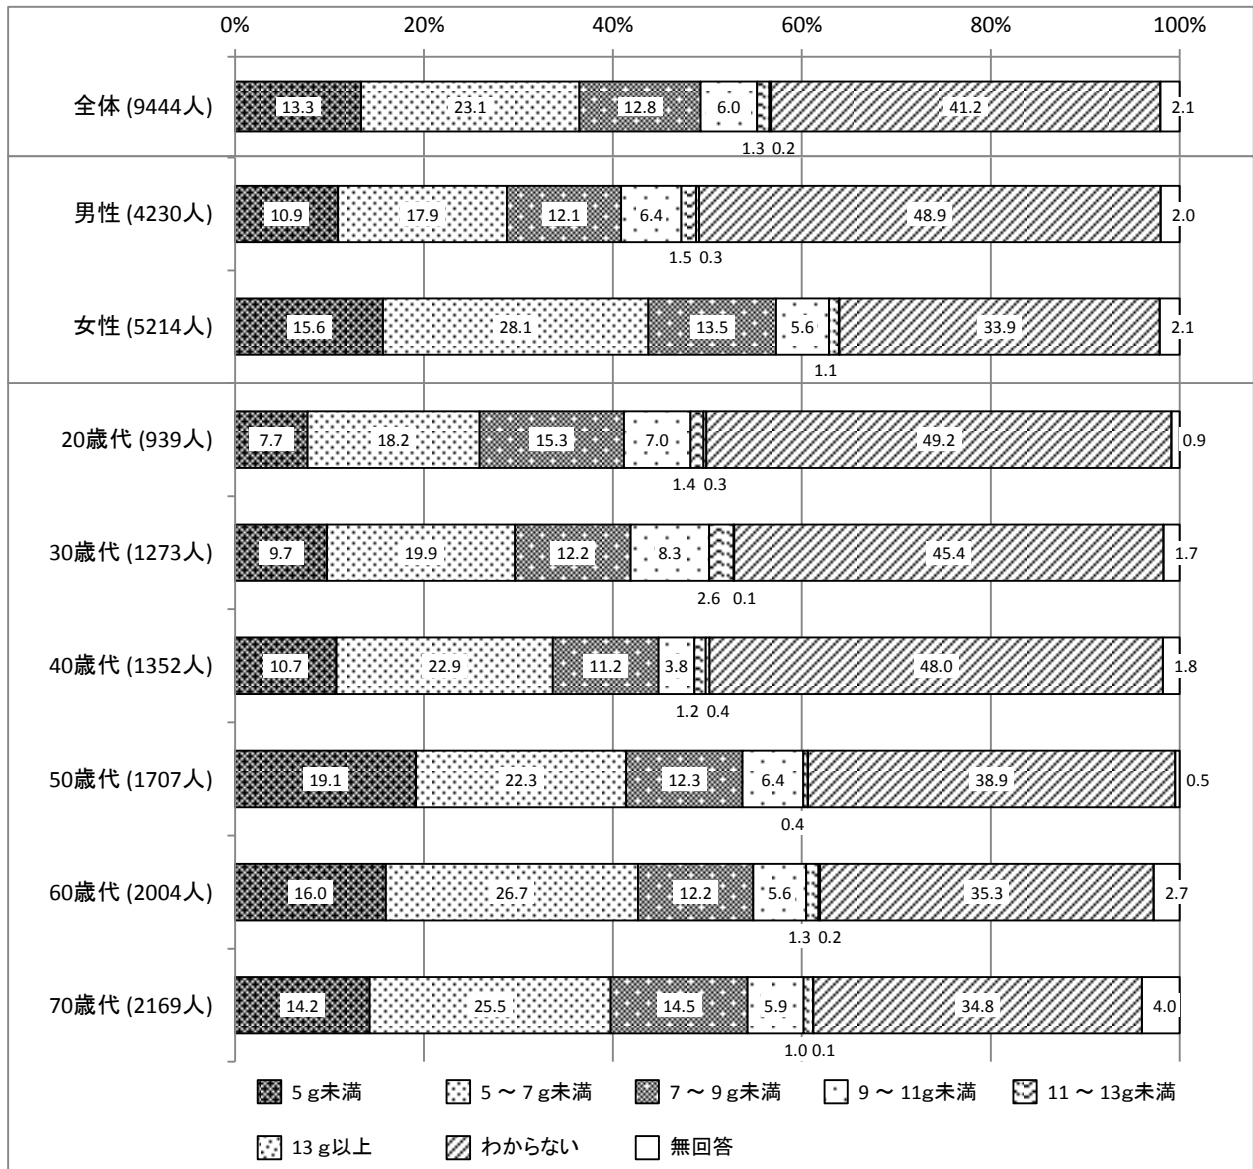 0% 20% 40% 60% 80% 100%
全体 (9444人) 13.3 23.1 12.8 6.0 41.2 2.1
1.3 0.2
男性 (4230人) 10.9 17.9 12.1 6.4 48.9 2.0
1.5 0.3
女性 (5214人) 15.6 28.1 13.5 5.6 33.9 2.1
1.1
20歳代 (939人) 7.7 18.2 15.3 7.0 49.2 0.9
1.4 0.3
30歳代 (1273人) 9.7 19.9 12.2 8.3 45.4 1.7
2.6 0.1
40歳代 (1352人) 10.7 22.9 11.2 3.8 48.0 1.8
1.2 0.4
50歳代 (1707人) 19.1 22.3 12.3 6.4 38.9 0.5
0.4
60歳代 (2004人) 16.0 26.7 12.2 5.6 35.3 2.7
1.3 0.2
70歳代 (2169人) 14.2 25.5 14.5 5.9 34.8 4.0
1.0 0.1
5 g未満 5 ～ 7 g未満 7 ～ 9 g未満 9 ～ 11g未満 11 ～ 13g未満
13 g以上 わからない 無回答